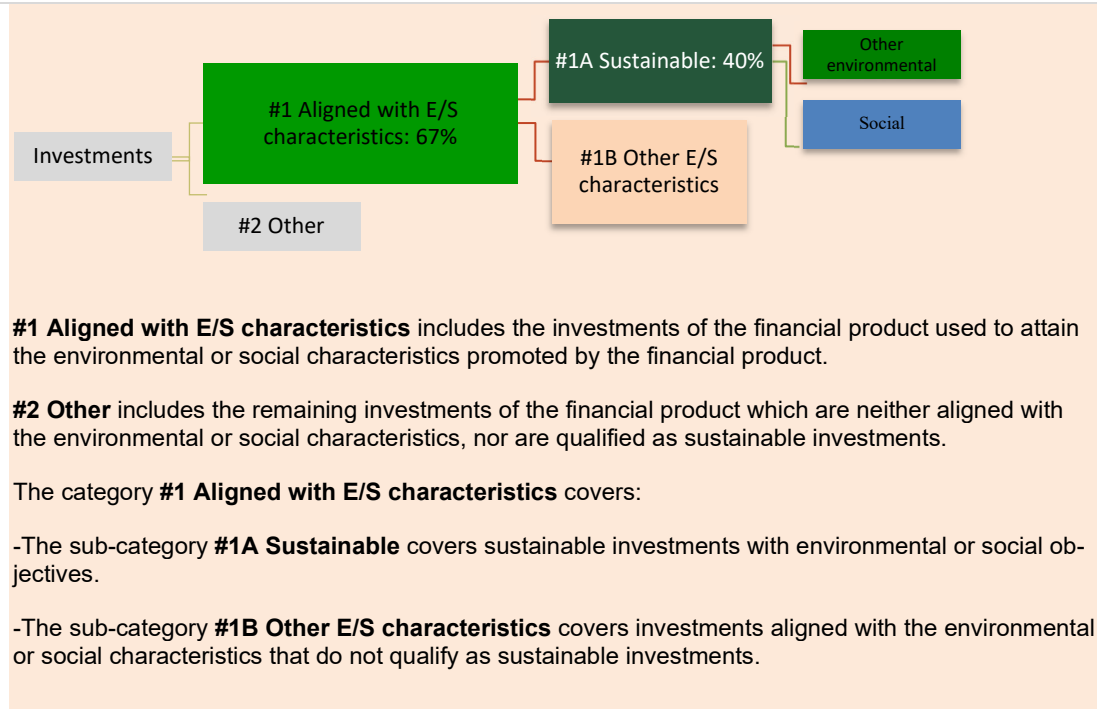 Investments
#1 Aligned with E/S
characteristics: 67%
#2 Other
#1A Sustainable: 40%
#1B Other E/S
characteristics
Other
environmental
Social
#1 Aligned with E/S characteristics includes the investments of the financial product used to attain
the environmental or social characteristics promoted by the financial product.
#2 Other includes the remaining investments of the financial product which are neither aligned with
the environmental or social characteristics, nor are qualified as sustainable investments.
The category #1 Aligned with E/S characteristics covers:
-The sub-category #1A Sustainable covers sustainable investments with environmental or social ob-
jectives.
-The sub-category #1B Other E/S characteristics covers investments aligned with the environmental
or social characteristics that do not qualify as sustainable investments.